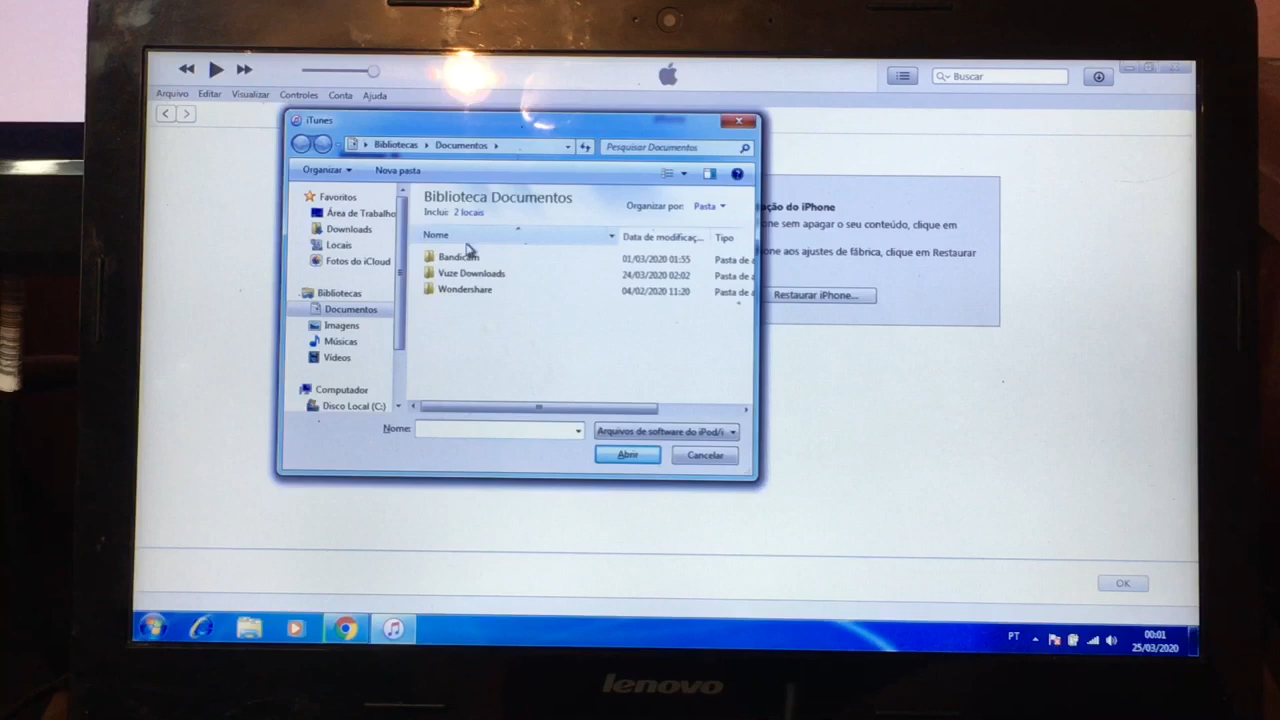 Buscar
Arquivo Editar Visualizar Controles Conta Ajuda
iTunes
Bibliotecas Documentos
Pesquisar Documentos
Organizar Nova pasta
Biblioteca Documentos
Inclui: 2 locais
Organizar por: Pasta
Favoritos
Área de Trabalho
Downloads
Locais
Fotos do iCloud
Bibliotecas
Documentos
Imagens
Músicas
Vídeos
Computador
Disco Local (C:)
Nome Data de modificaç... Tipo
Bandicam 01/03/2020 01:55 Pasta de a
Vuze Downloads 24/03/2020 02:02 Pasta de a
Wondershare 04/02/2020 11:20 Pasta de a
Nome:
Arquivos de software do iPod/i
Abrir Cancelar
ção do iPhone
ne sem apagar o seu conteúdo, clique em
one aos ajustes de fábrica, clique em Restaurar
Restaurar iPhone...
OK
PT
00:01
25/03/2020
lenovo